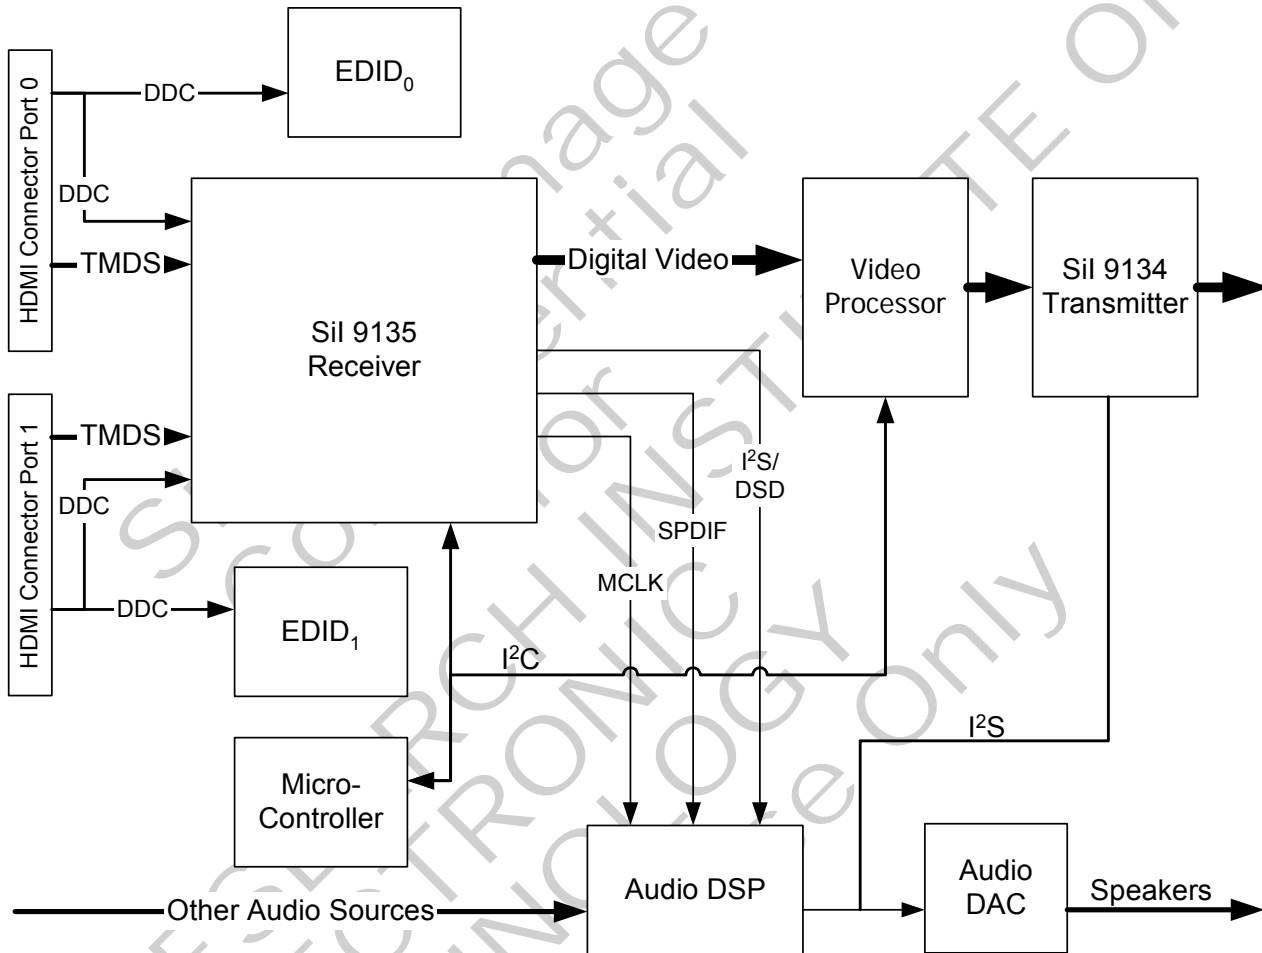 HDMI Connector Port 0
DDC
EDID0
DDC
TMDS
SiI 9135
Receiver
Digital Video
Video
Processor
SiI 9134
Transmitter
HDMI Connector Port 1
TMDS
DDC
DDC
EDID1
I2S/
DSD
SPDIF
MCLK
I2C
I2S
Micro-
Controller
Other Audio Sources
Audio DSP
Audio
DAC
Speakers
for
only